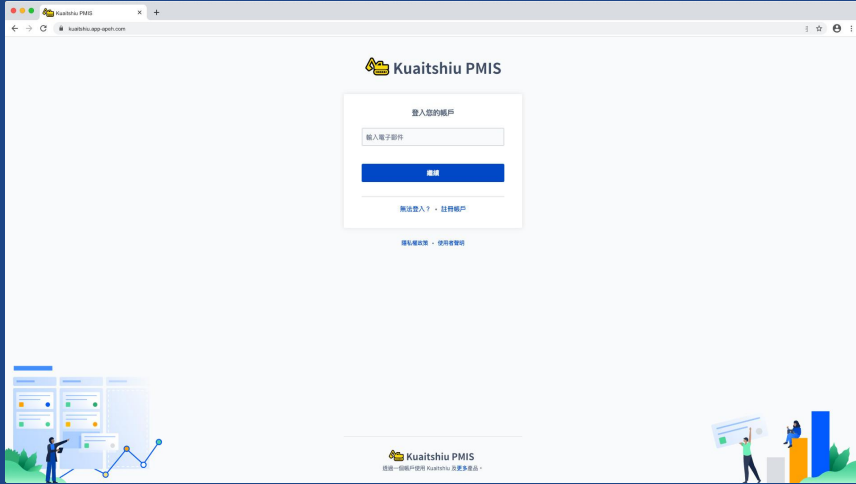 Kuaitshiu PMIS
kuaitshiu.app-apeh.com
Kuaitshiu PMIS
登入您的帳戶
輸入電子郵件
繼續
無法登入？ • 註冊帳戶
隱私權政策 • 使用者聲明
Kuaitshiu PMIS
透過一個帳戶使用 Kuaitshiu 及更多產品。